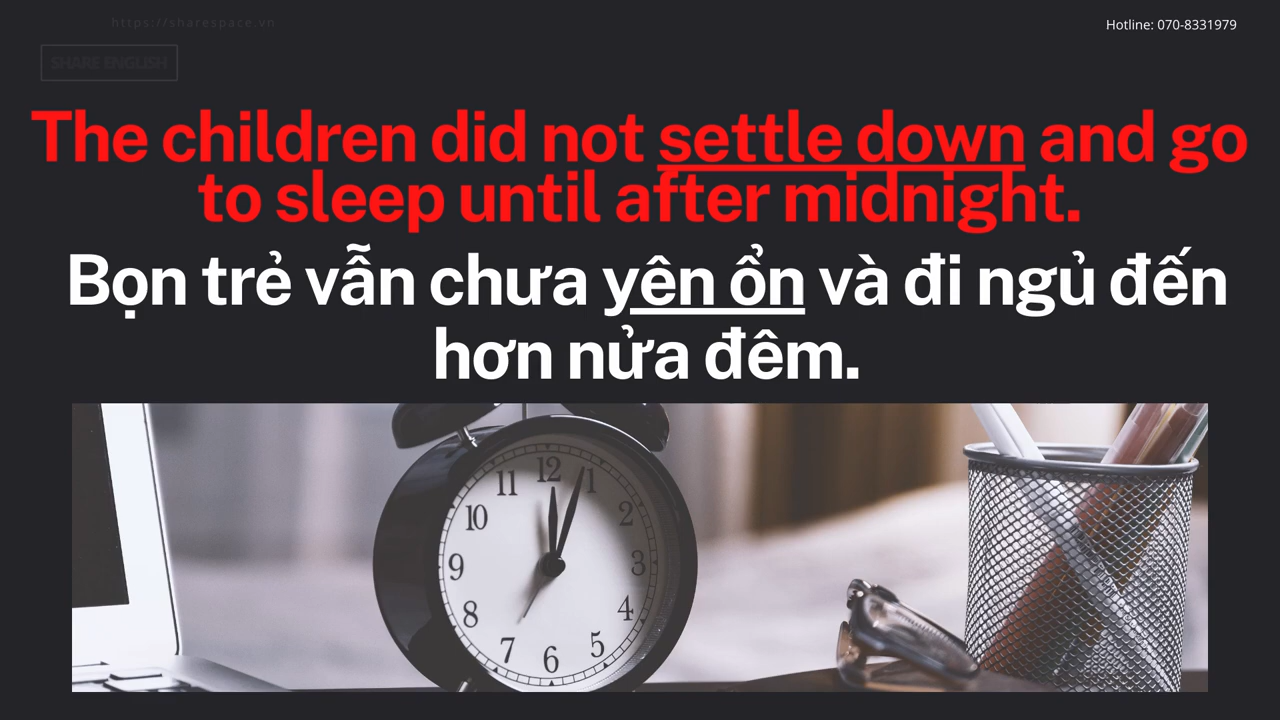 https://sharespace.vn
Hotline: 070-8331979
SHARE ENGLISH
The children did not settle down and go
to sleep until after midnight.
Bọn trẻ vẫn chưa yên ổn và đi ngủ đến
hơn nửa đêm.
12
11
1
10
2
9
3
8
4
7
5
6